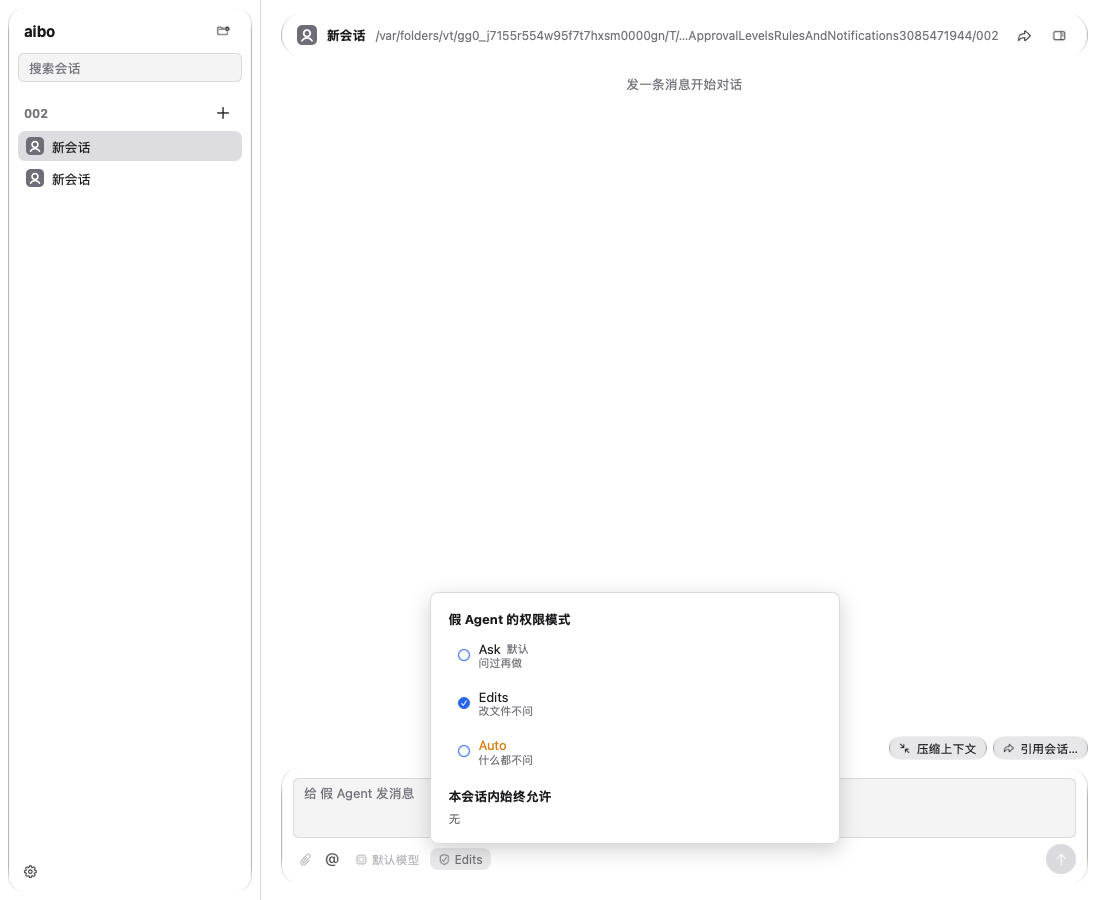 aibo
搜索会话
002
新会话
新会话
新会话 /var/folders/vt/gg0_j7155r554w95f7t7hxsm0000gn/T/...ApprovalLevelsRulesAndNotifications3085471944/002
发一条消息开始对话
假 Agent 的权限模式
Ask 默认
问过再做
Edits
改文件不问
Auto
什么都不问
本会话内始终允许
无
压缩上下文
引用会话...
给 假 Agent 发消息
@ 默认模型 Edits